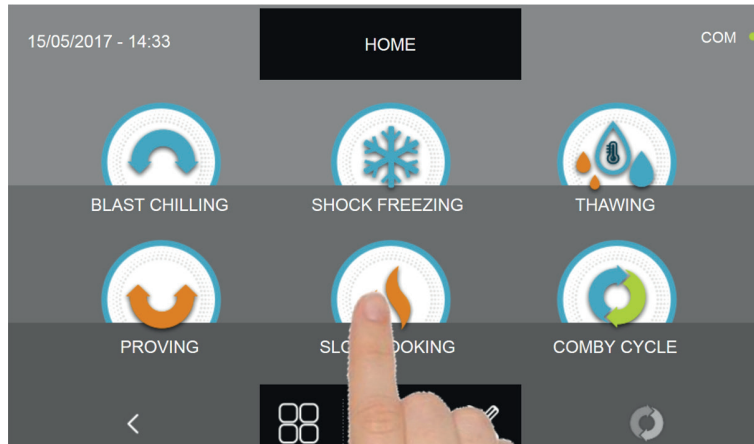 15/05/2017 - 14:33
HOME
COM
BLAST CHILLING
SHOCK FREEZING
THAWING
PROVING
COMBY CYCLE